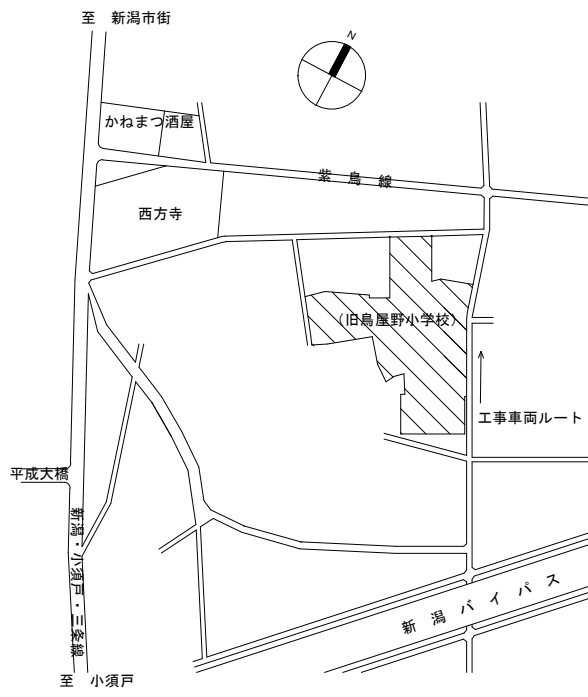 至 新潟市街
N
かねまつ酒屋
紫鳥線
西方寺
（旧鳥屋野小学校）
工事車両ルート
平成大橋
新潟・小須戸・三条線
新潟バイパス
至 小須戸